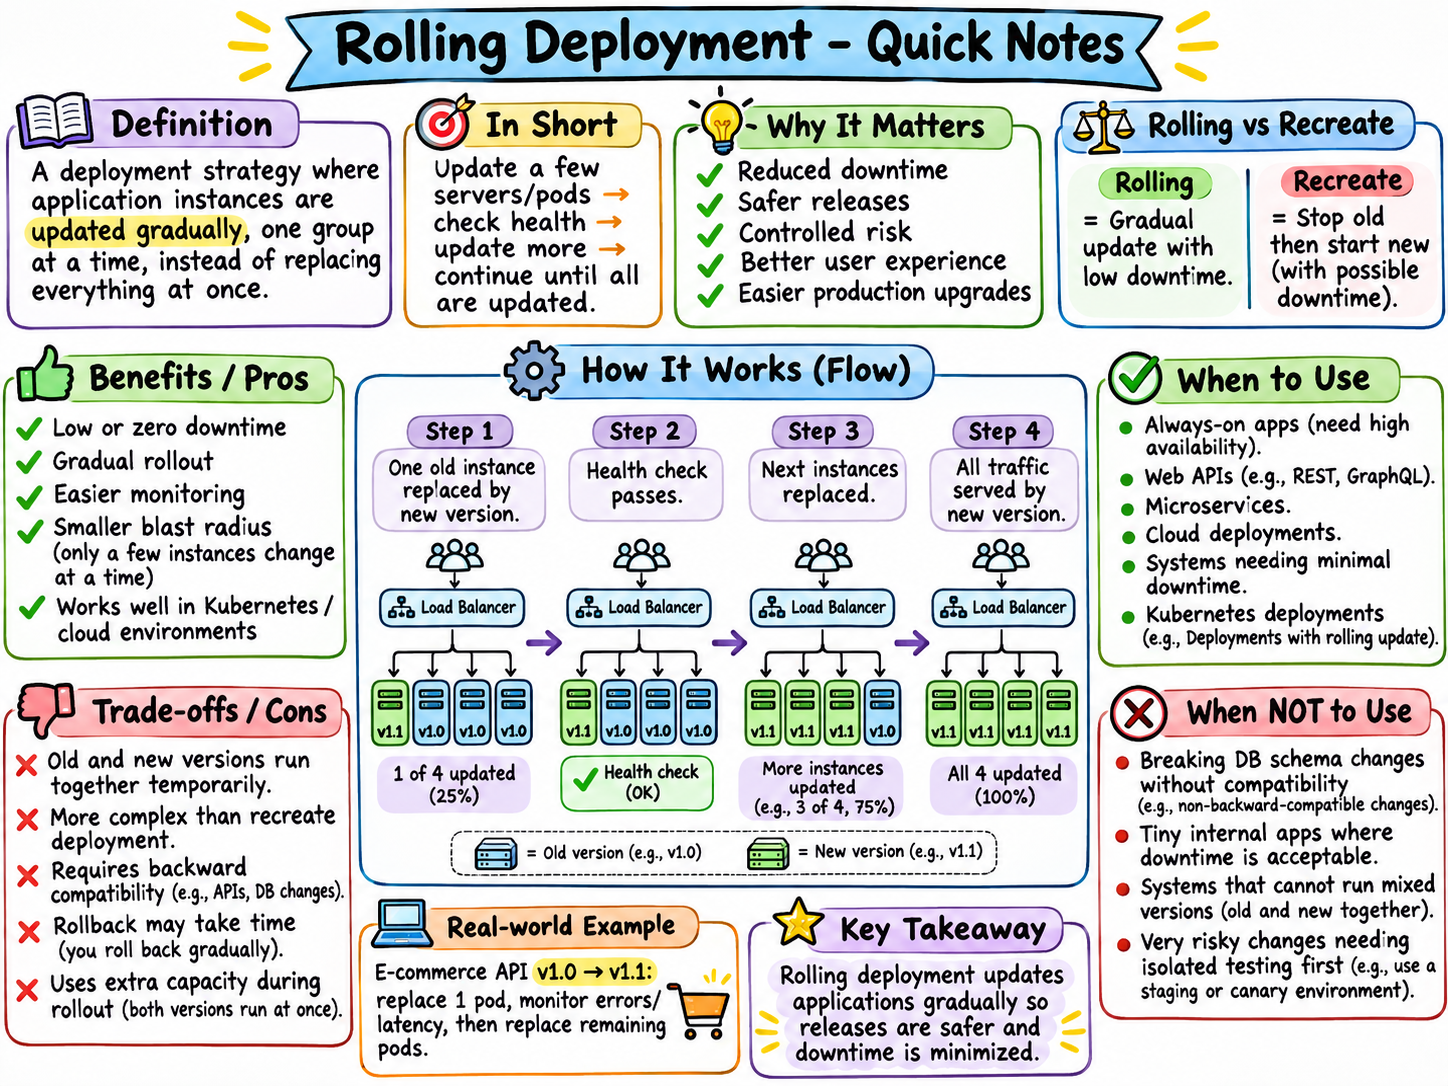 Rolling Deployment - Quick Notes
Definition
A deployment strategy where
application instances are
updated gradually, one group
at a time, instead of replacing
everything at once.
In Short
Update a few
servers/pods →
check health →
update more →
continue until all
are updated.
Why It Matters
Reduced downtime
Safer releases
Controlled risk
Better user experience
Easier production upgrades
Rolling vs Recreate
Rolling
= Gradual
update with
low downtime.
Recreate
= Stop old
then start new
(with possible
downtime).
Benefits / Pros
Low or zero downtime
Gradual rollout
Easier monitoring
Smaller blast radius
(only a few instances change
at a time)
Works well in Kubernetes /
cloud environments
How It Works (Flow)
Step 1
One old instance
replaced by
new version.
Load Balancer
v1.1 v1.0 v1.0 v1.0
1 of 4 updated
(25%)
Step 2
Health check
passes.
Load Balancer
v1.1 v1.0 v1.0 v1.0
Health check
(OK)
Step 3
Next instances
replaced.
Load Balancer
v1.1 v1.1 v1.1 v1.0
More instances
updated
(e.g., 3 of 4, 75%)
Step 4
All traffic
served by
new version.
Load Balancer
v1.1 v1.1 v1.1 v1.1
All 4 updated
(100%)
= Old version (e.g., v1.0)
= New version (e.g., v1.1)
When to Use
Always-on apps (need high
availability).
Web APIs (e.g., REST, GraphQL).
Microservices.
Cloud deployments.
Systems needing minimal
downtime.
Kubernetes deployments
(e.g., Deployments with rolling update).
Trade-offs / Cons
Old and new versions run
together temporarily.
More complex than recreate
deployment.
Requires backward
compatibility (e.g., APIs, DB changes).
Rollback may take time
(you roll back gradually).
Uses extra capacity during
rollout (both versions run at once).
Real-world Example
E-commerce API v1.0 → v1.1:
replace 1 pod, monitor errors/
latency, then replace remaining
pods.
Key Takeaway
Rolling deployment updates
applications gradually so
releases are safer and
downtime is minimized.
When NOT to Use
Breaking DB schema changes
without compatibility
(e.g., non-backward-compatible changes).
Tiny internal apps where
downtime is acceptable.
Systems that cannot run mixed
versions (old and new together).
Very risky changes needing
isolated testing first (e.g., use a
staging or canary environment).